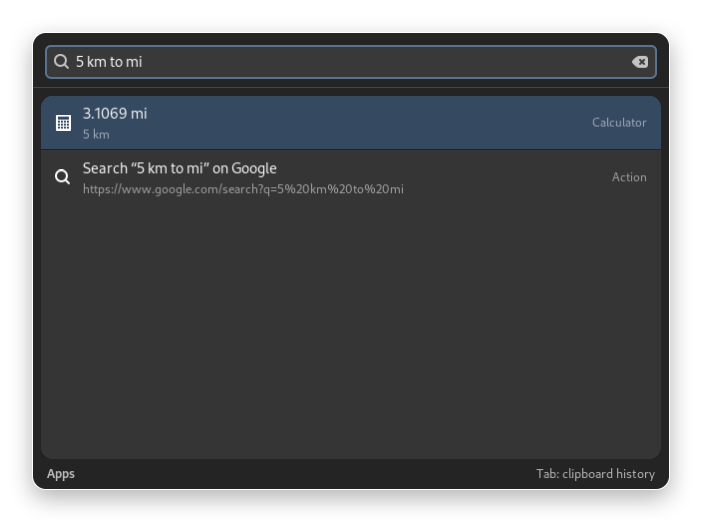 5 km to mi
3.1069 mi
5 km
Calculator
Search “5 km to mi” on Google
https://www.google.com/search?q=5%20km%20to%20mi
Action
Apps
Tab: clipboard history